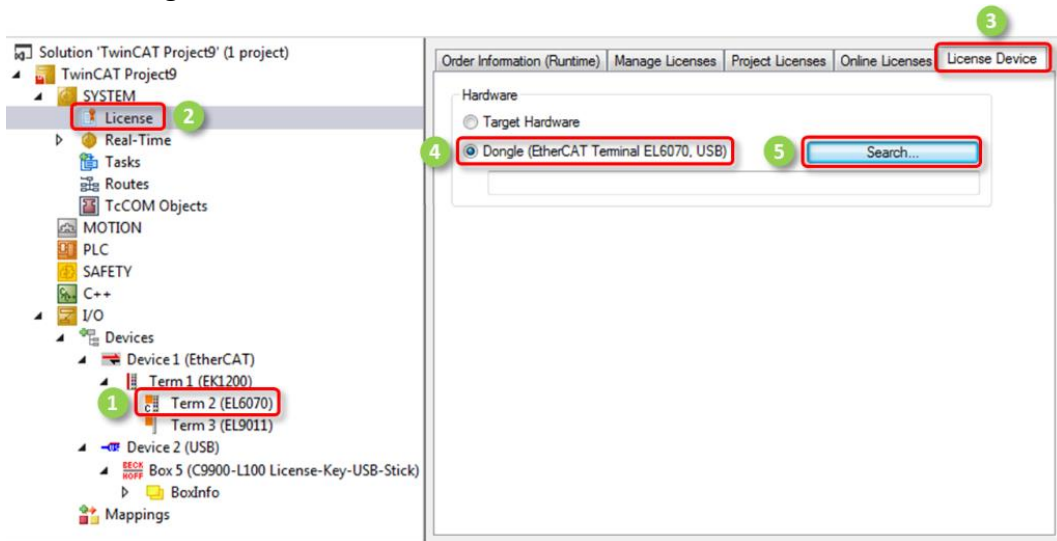 3
Solution 'TwinCAT Project9' (1 project)
TwinCAT Project9
SYSTEM
License
2
Real-Time
Tasks
Routes
TcCOM Objects
MOTION
PLC
SAFETY
C++
I/O
Devices
Device 1 (EtherCAT)
Term 1 (EK1200)
1
C
Term 2 (EL6070)
Term 3 (EL9011)
Device 2 (USB)
BECK
HOFF
Box 5 (C9900-L100 License-Key-USB-Stick)
BoxInfo
Mappings
Order Information (Runtime)
Manage Licenses
Project Licenses
Online Licenses
License Device
Hardware
Target Hardware
4
Dongle (EtherCAT Terminal EL6070, USB)
5
Search...